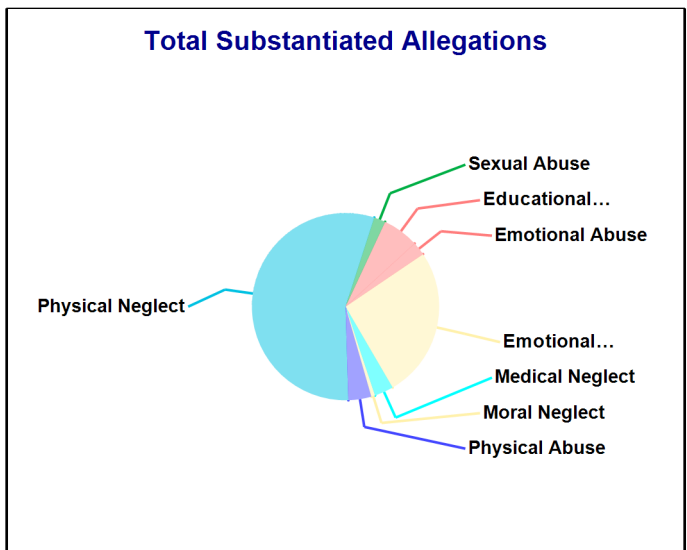 Total Substantiated Allegations
Sexual Abuse
Educational...
Emotional Abuse
Physical Neglect
Emotional...
Medical Neglect
Moral Neglect
Physical Abuse